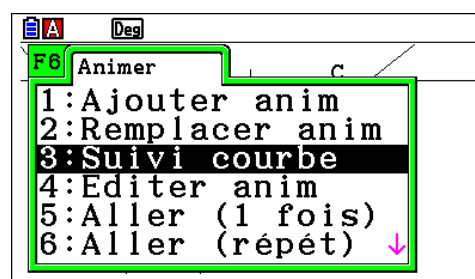 A Deg
F6 Animer
C
1:Ajouter anim
2:Remplacer anim
3:Suivi courbe
4:Editer anim
5:Aller (1 fois)
6:Aller (répét) ↓